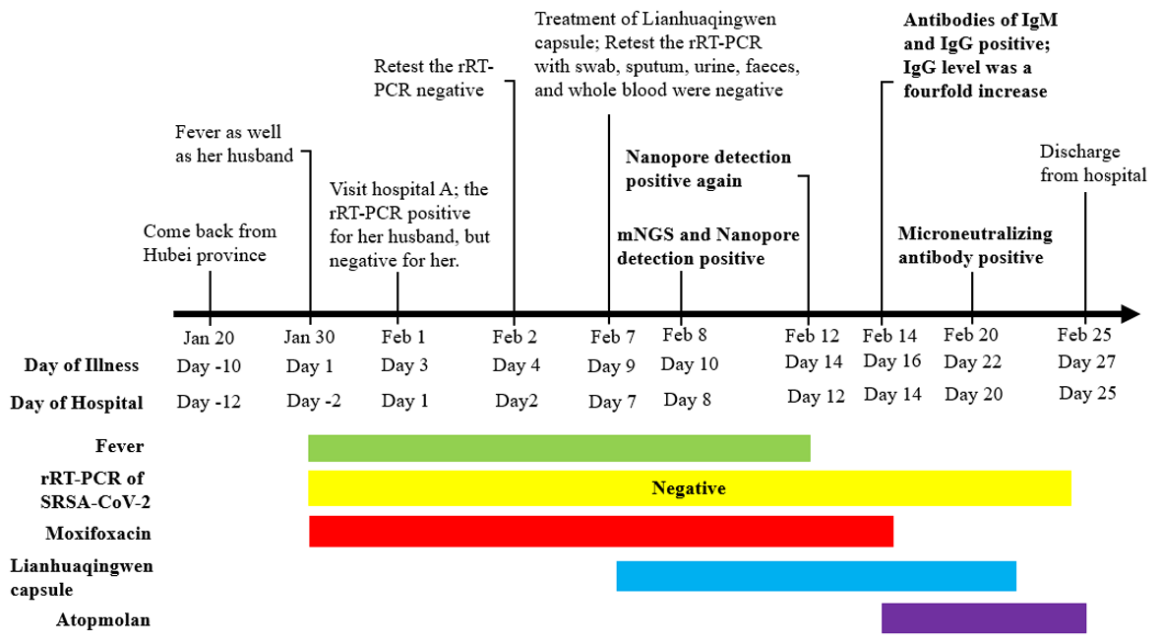 Treatment of Lianhuaqingwen
capsule; Retest the rRT-PCR
with swab, sputum, urine, faeces,
and whole blood were negative
Antibodies of IgM
and IgG positive;
IgG level was a
fourfold increase
Retest the rRT-
PCR negative
Fever as well
as her husband
Nanopore detection
positive again
Discharge
from hospital
Visit hospital A; the
rRT-PCR positive
for her husband, but
negative for her.
Come back from
Hubei province
mNGS and Nanopore
detection positive
Microneutralizing
antibody positive
Jan 20 Jan 30 Feb 1 Feb 2 Feb 7 Feb 8 Feb 12 Feb 14 Feb 20 Feb 25
Day of Illness Day -10 Day 1 Day 3 Day 4 Day 9 Day 10 Day 14 Day 16 Day 22 Day 27
Day of Hospital Day -12 Day -2 Day 1 Day2 Day 7 Day 8 Day 12 Day 14 Day 20 Day 25
Fever
rRT-PCR of
SRSA-CoV-2
Negative
Moxifoxacin
Lianhuaqingwen
capsule
Atopmolan